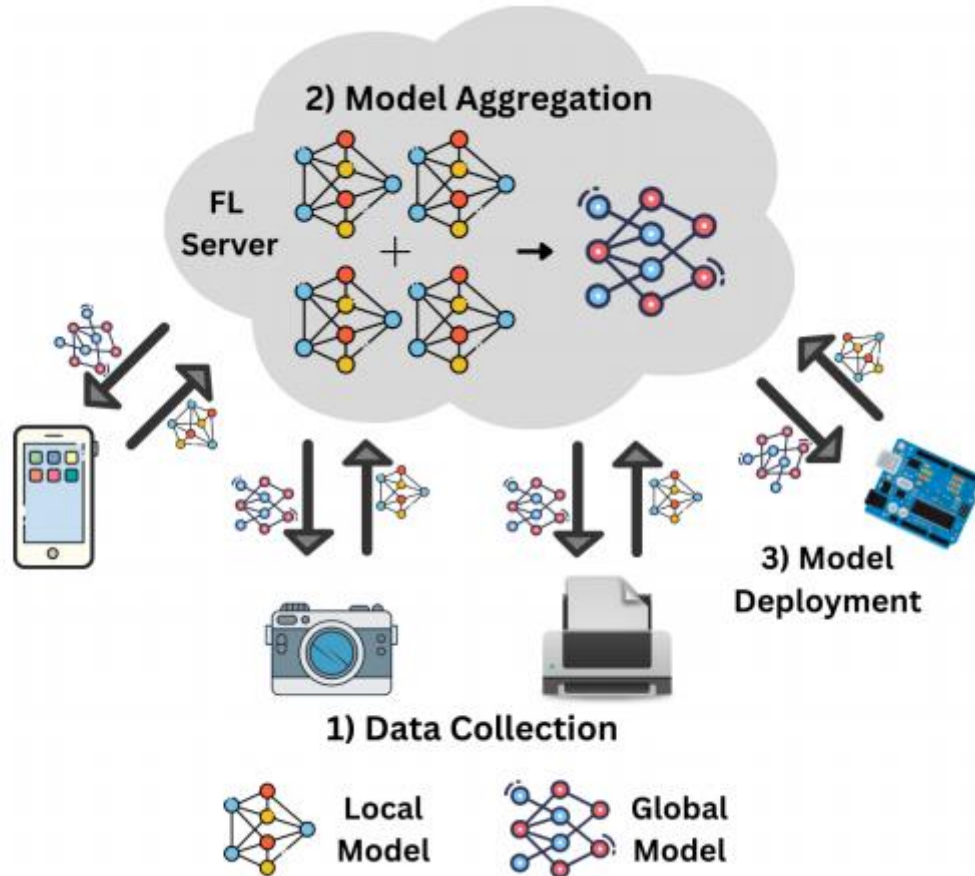 2) Model Aggregation
FL
Server
3) Model
Deployment
1) Data Collection
Local
Model
Global
Model